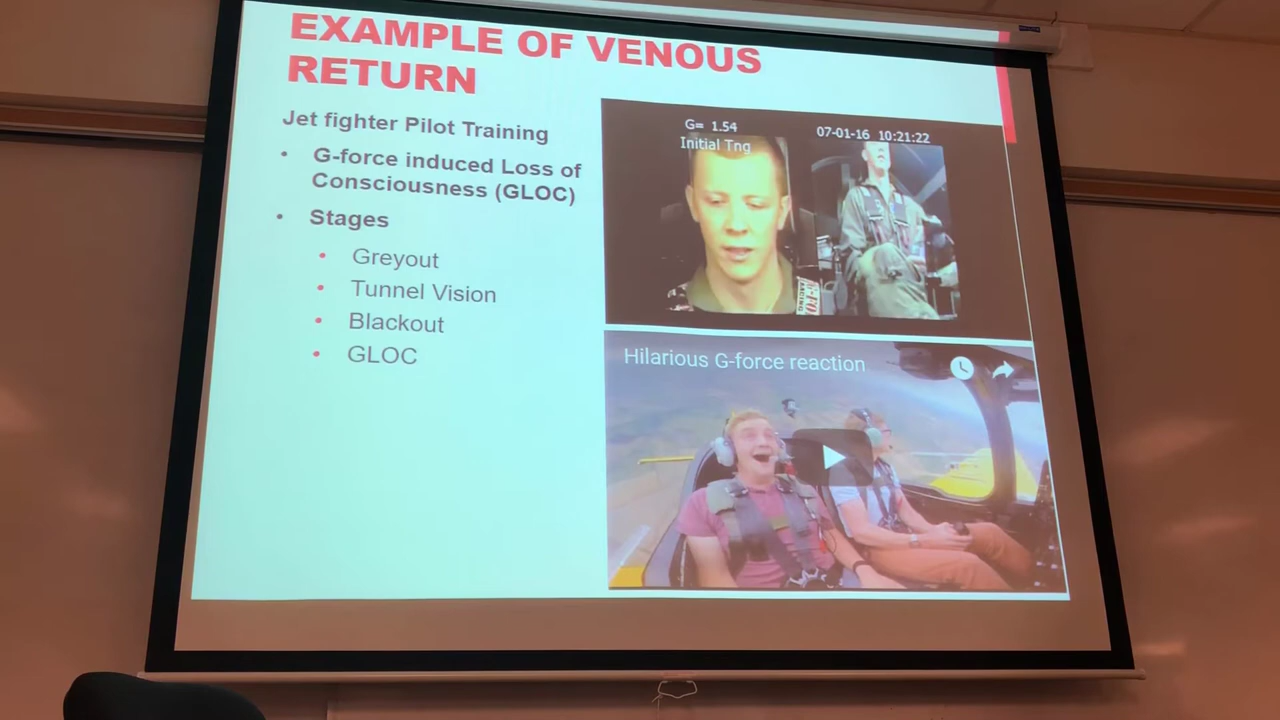 EXAMPLE OF VENOUS
RETURN
Jet fighter Pilot Training
• G-force induced Loss of
Consciousness (GLOC)
• Stages
• Greyout
• Tunnel Vision
• Blackout
• GLOC
G= 1.54
Initial Tng
07-01-16 10:21:22
Hilarious G-force reaction